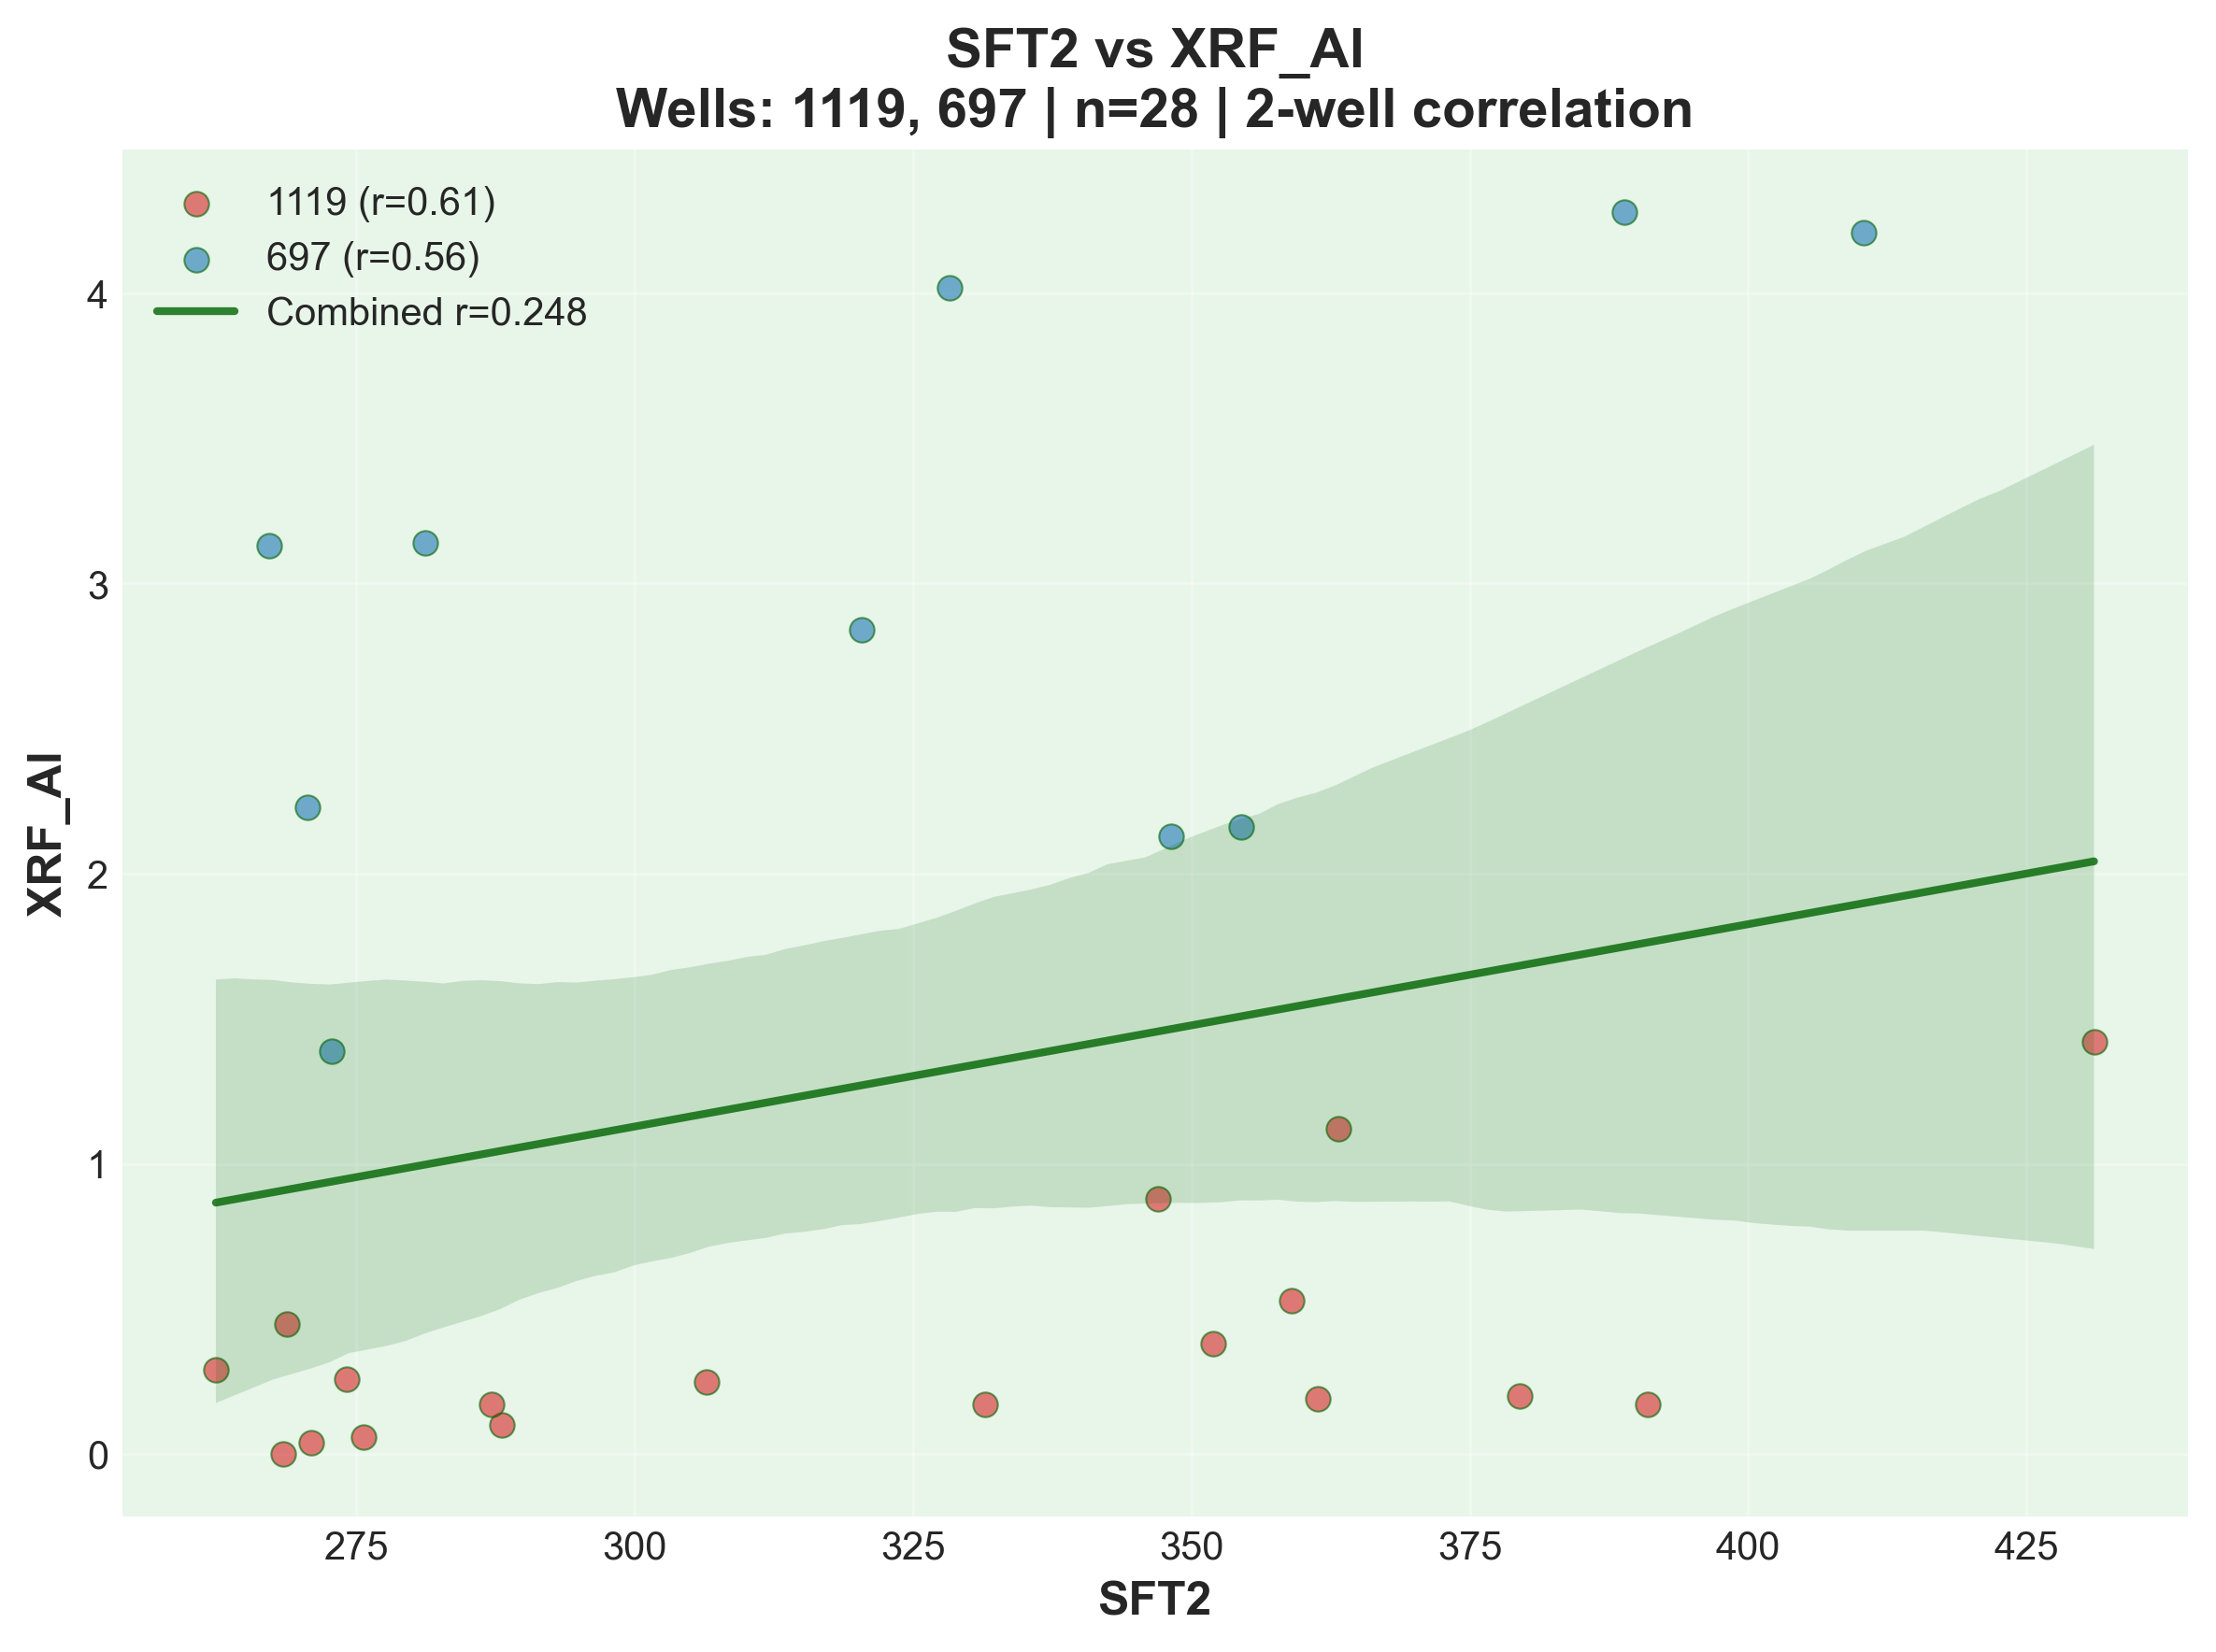 SFT2 vs XRF_Al
Wells: 1119, 697 | n=28 | 2-well correlation
1119 (r=0.61)
697 (r=0.56)
Combined r=0.248
XRF_Al
4
3
2
1
0
275
300
325
350
375
400
425
SFT2